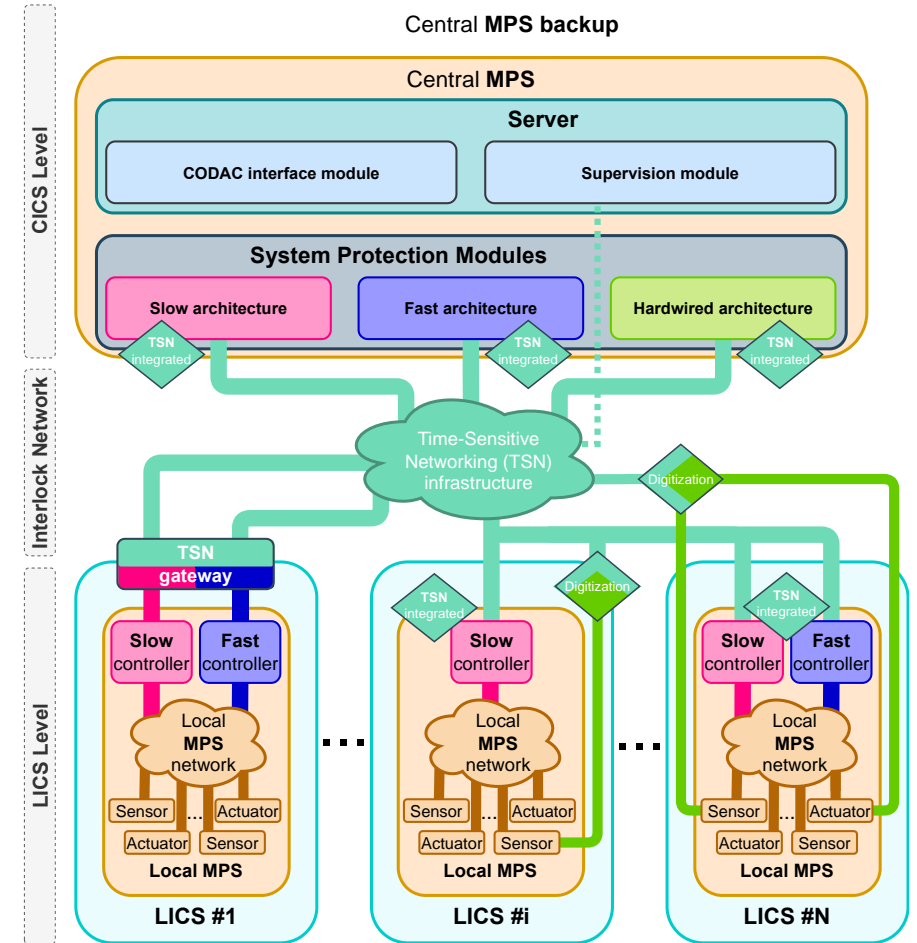 Central MPS backup
CICS Level
Central MPS
Server
CODAC interface module
Supervision module
System Protection Modules
Slow architecture
Fast architecture
Hardwired architecture
TSN
integrated
TSN
integrated
TSN
integrated
Interlock Network
Time-Sensitive
Networking (TSN)
infrastructure
Digitization
LICS Level
TSN
gateway
Slow
controller
Fast
controller
Local
MPS
network
Sensor
...
Actuator
Actuator
Sensor
Local MPS
LICS #1
...
TSN
integrated
Digitization
Slow
controller
Local
MPS
network
Sensor
...
Actuator
Actuator
Sensor
Local MPS
LICS #i
...
TSN
integrated
Slow
controller
Fast
controller
Local
MPS
network
Sensor
...
Actuator
Actuator
Sensor
Local MPS
LICS #N